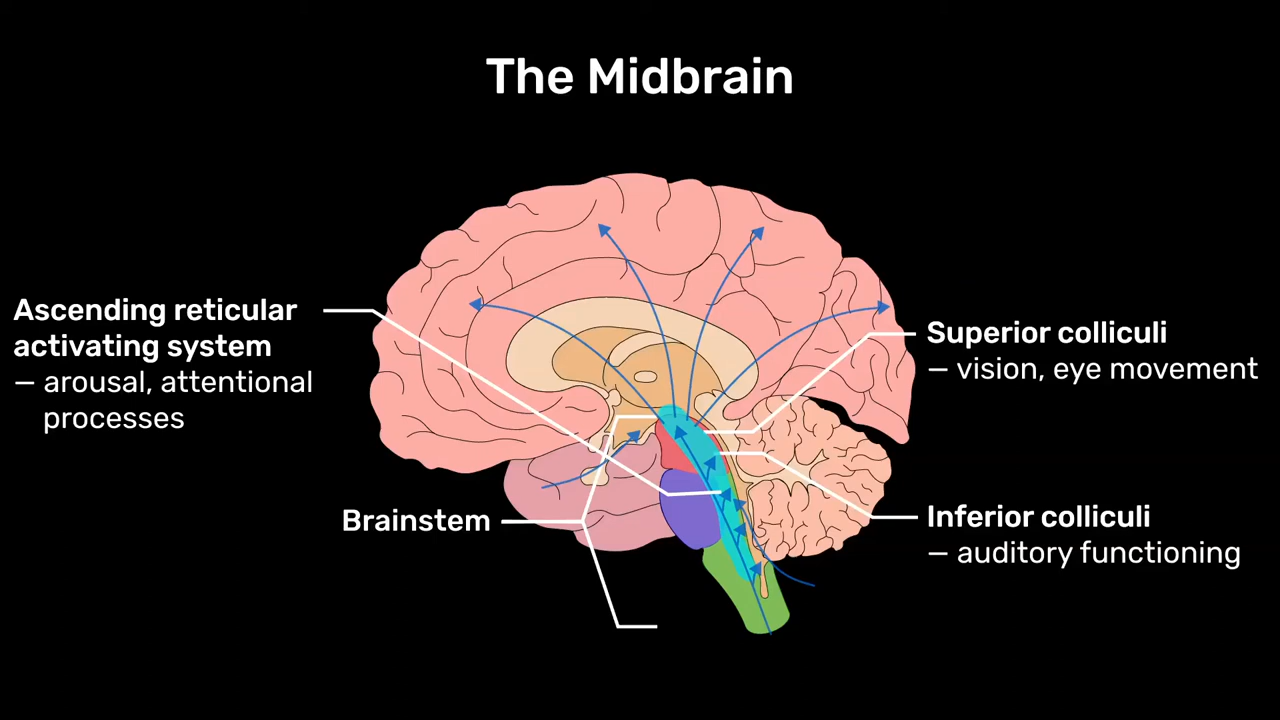 The Midbrain
Ascending reticular
activating system
– arousal, attentional
processes
Brainstem
Superior colliculi
– vision, eye movement
Inferior colliculi
– auditory functioning